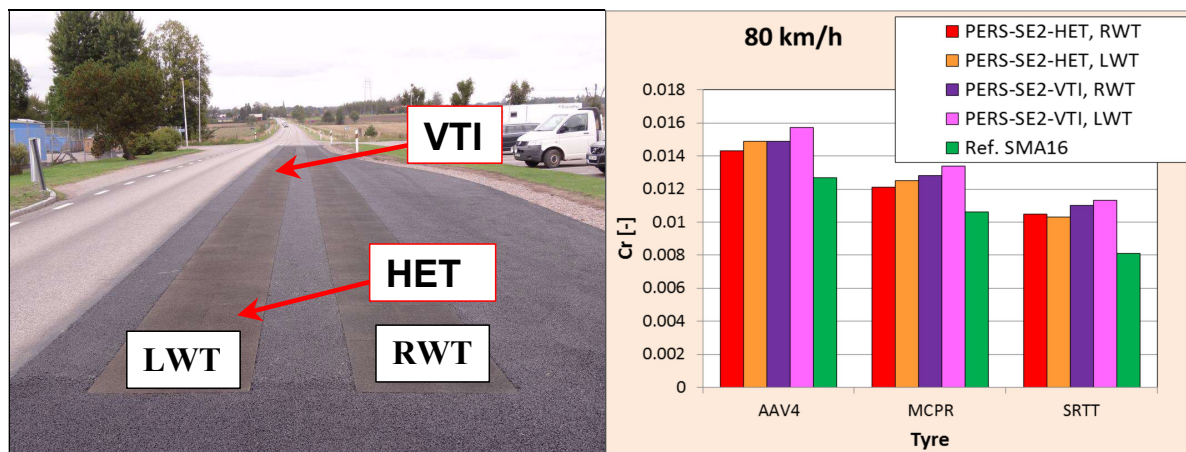 VTI
HET
LWT
RWT
80 km/h
PERS-SE2-HET, RWT
PERS-SE2-HET, LWT
PERS-SE2-VTI, RWT
PERS-SE2-VTI, LWT
Ref. SMA16
Cr [-]
0.018
0.016
0.014
0.012
0.01
0.008
0.006
0.004
0.002
0
AAV4
MCPR
SRTT
Tyre